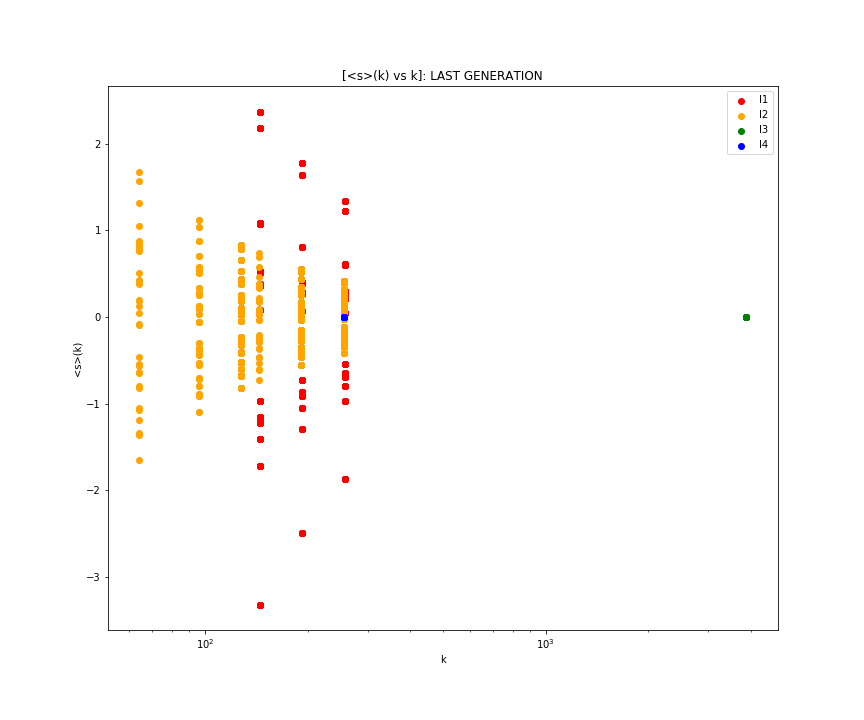 [<s>(k) vs k]: LAST GENERATION
l1
l2
l3
l4
<s>(k)
2
1
0
−1
−2
−3
10²
10³
k